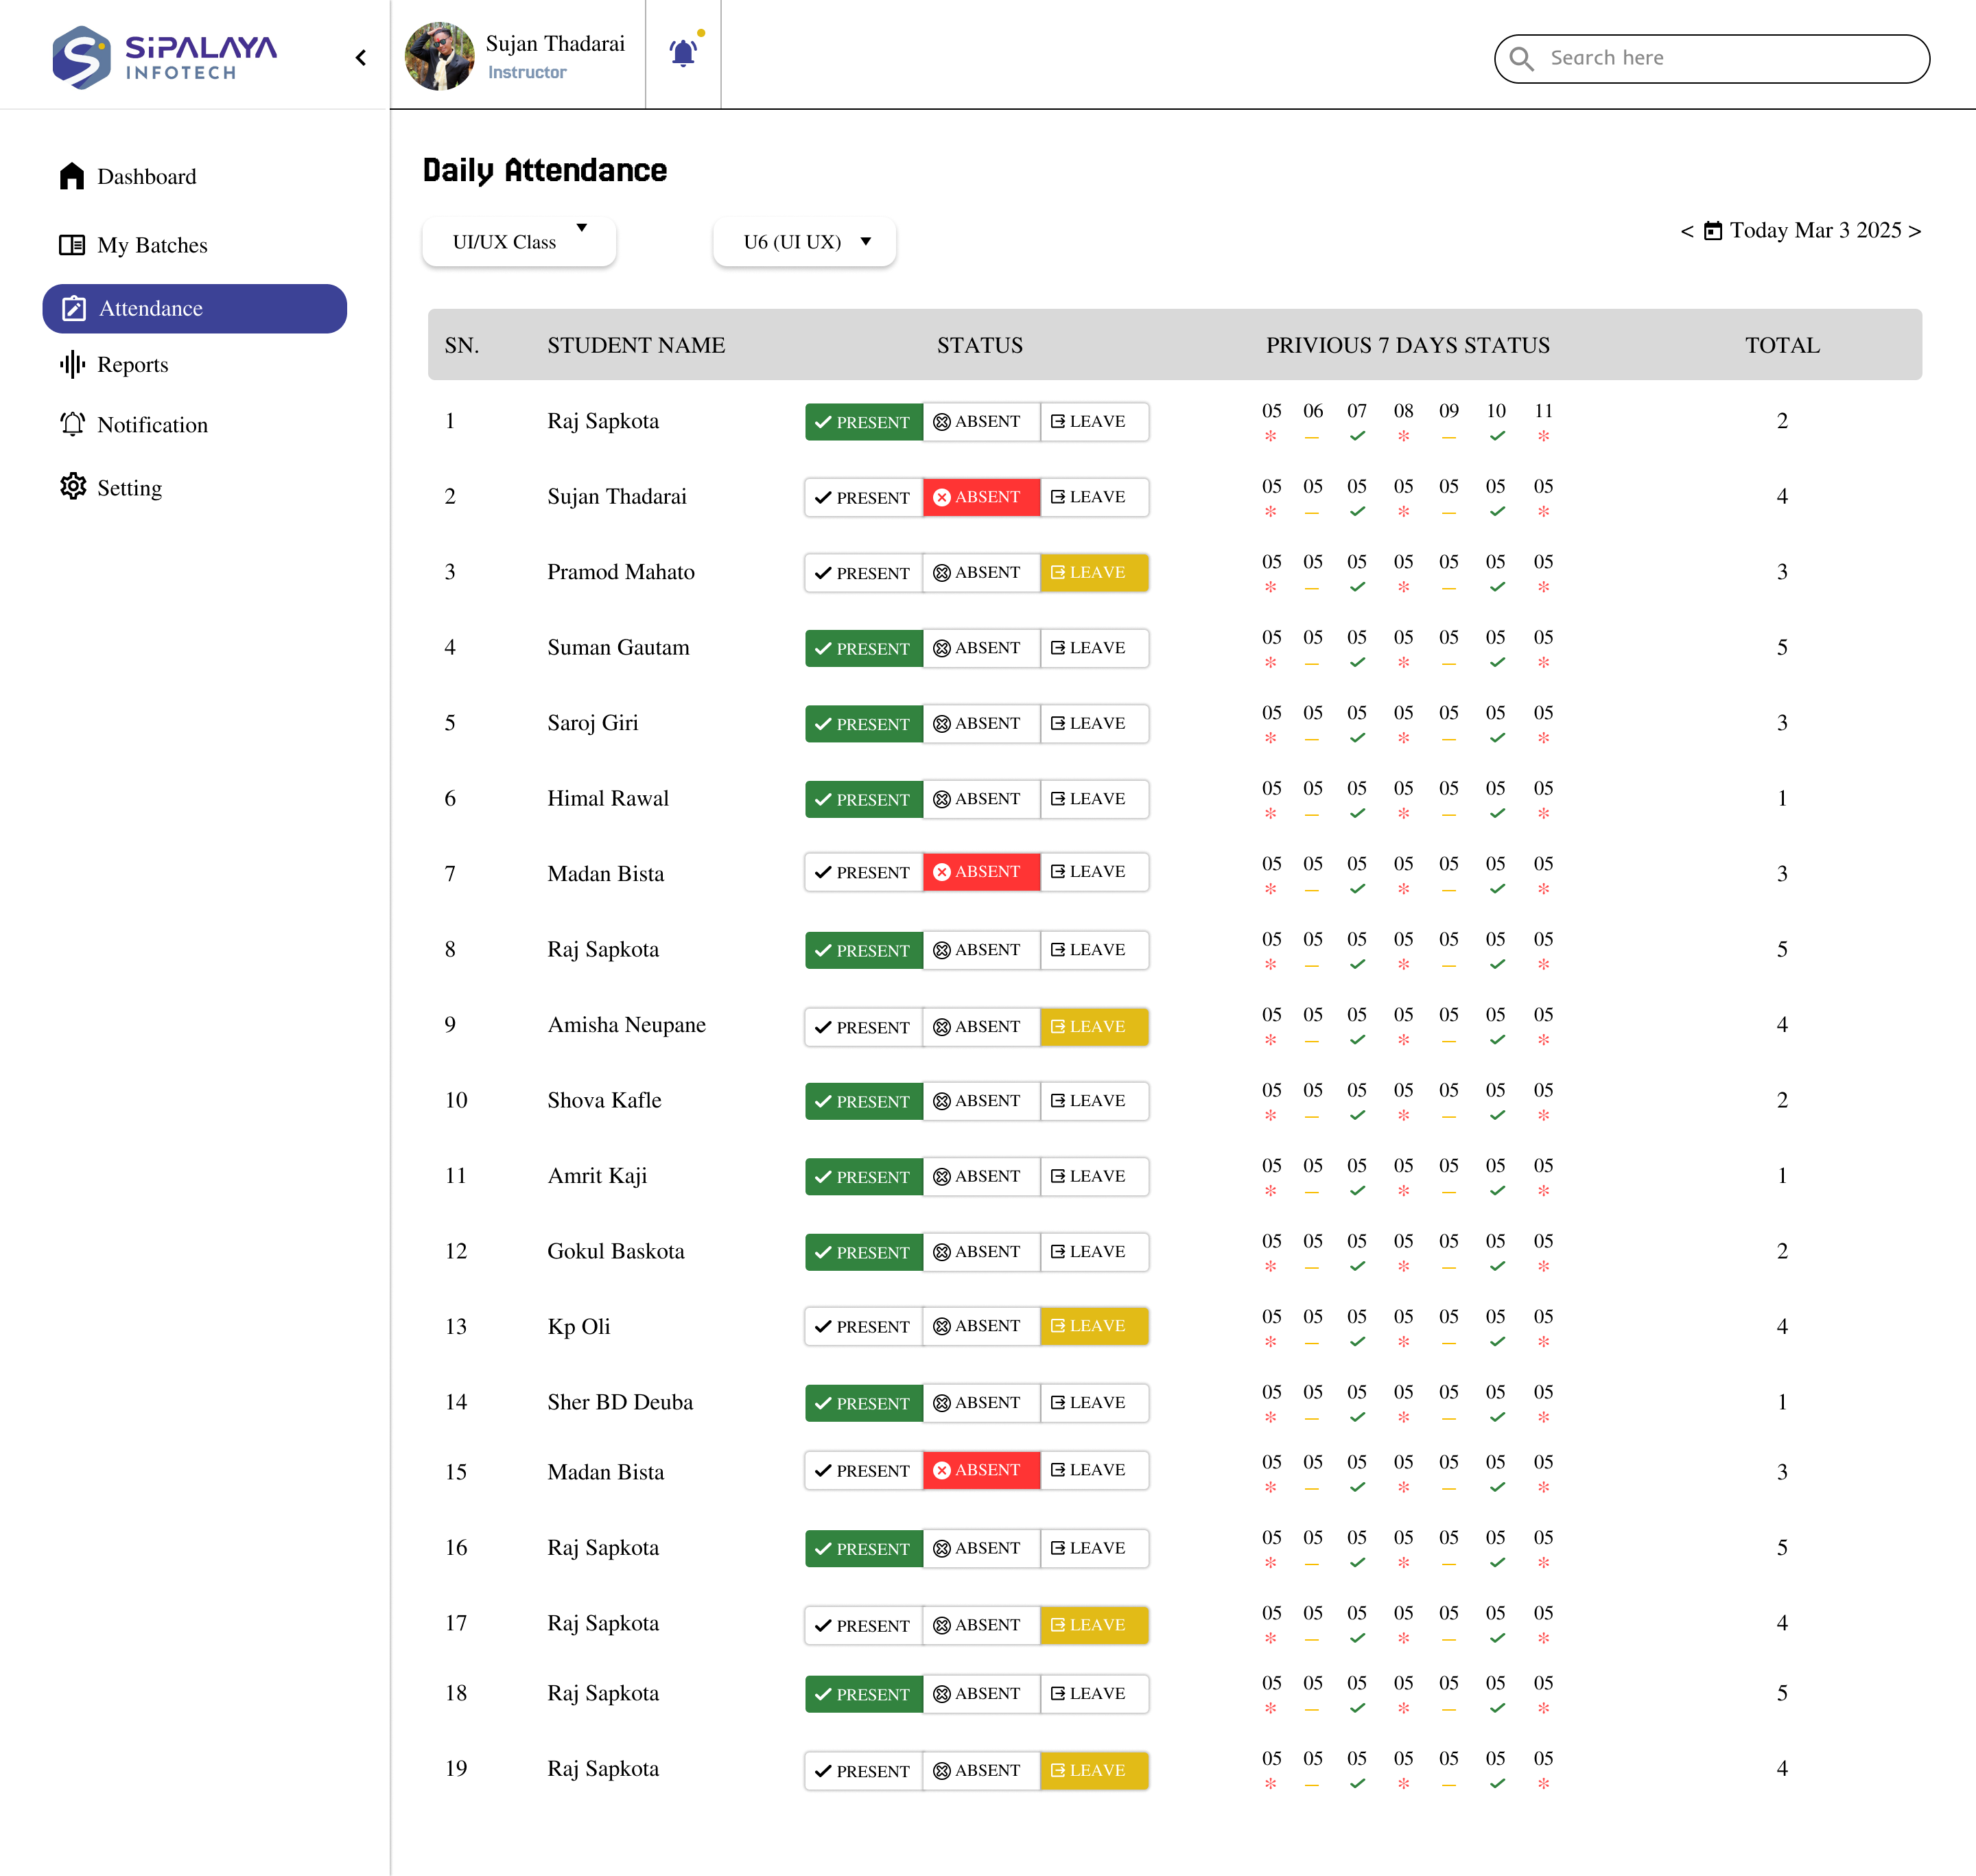 SiPALAYA
INFOTECH
Sujan Thadarai
Instructor
Search here
Dashboard
My Batches
Attendance
Reports
Notification
Setting
Daily Attendance
UI/UX Class
U6 (UI UX)
< Today Mar 3 2025 >
SN. STUDENT NAME STATUS PRIVIOUS 7 DAYS STATUS TOTAL
1 Raj Sapkota PRESENT ABSENT LEAVE 05 06 07 08 09 10 11 2
2 Sujan Thadarai PRESENT ABSENT LEAVE 05 05 05 05 05 05 05 4
3 Pramod Mahato PRESENT ABSENT LEAVE 05 05 05 05 05 05 05 3
4 Suman Gautam PRESENT ABSENT LEAVE 05 05 05 05 05 05 05 5
5 Saroj Giri PRESENT ABSENT LEAVE 05 05 05 05 05 05 05 3
6 Himal Rawal PRESENT ABSENT LEAVE 05 05 05 05 05 05 05 1
7 Madan Bista PRESENT ABSENT LEAVE 05 05 05 05 05 05 05 3
8 Raj Sapkota PRESENT ABSENT LEAVE 05 05 05 05 05 05 05 5
9 Amisha Neupane PRESENT ABSENT LEAVE 05 05 05 05 05 05 05 4
10 Shova Kafle PRESENT ABSENT LEAVE 05 05 05 05 05 05 05 2
11 Amrit Kaji PRESENT ABSENT LEAVE 05 05 05 05 05 05 05 1
12 Gokul Baskota PRESENT ABSENT LEAVE 05 05 05 05 05 05 05 2
13 Kp Oli PRESENT ABSENT LEAVE 05 05 05 05 05 05 05 4
14 Sher BD Deuba PRESENT ABSENT LEAVE 05 05 05 05 05 05 05 1
15 Madan Bista PRESENT ABSENT LEAVE 05 05 05 05 05 05 05 3
16 Raj Sapkota PRESENT ABSENT LEAVE 05 05 05 05 05 05 05 5
17 Raj Sapkota PRESENT ABSENT LEAVE 05 05 05 05 05 05 05 4
18 Raj Sapkota PRESENT ABSENT LEAVE 05 05 05 05 05 05 05 5
19 Raj Sapkota PRESENT ABSENT LEAVE 05 05 05 05 05 05 05 4